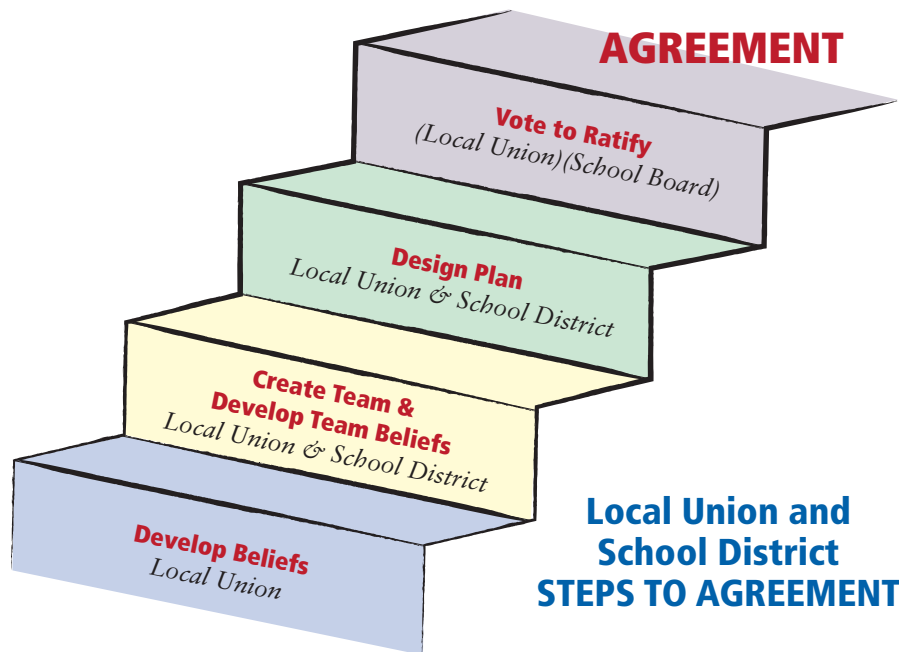 AGREEMENT
Vote to Ratify
(Local Union)(School Board)
Design Plan
Local Union & School District
Create Team &
Develop Team Beliefs
Local Union & School District
Develop Beliefs
Local Union
Local Union and
School District
STEPS TO AGREEMENT